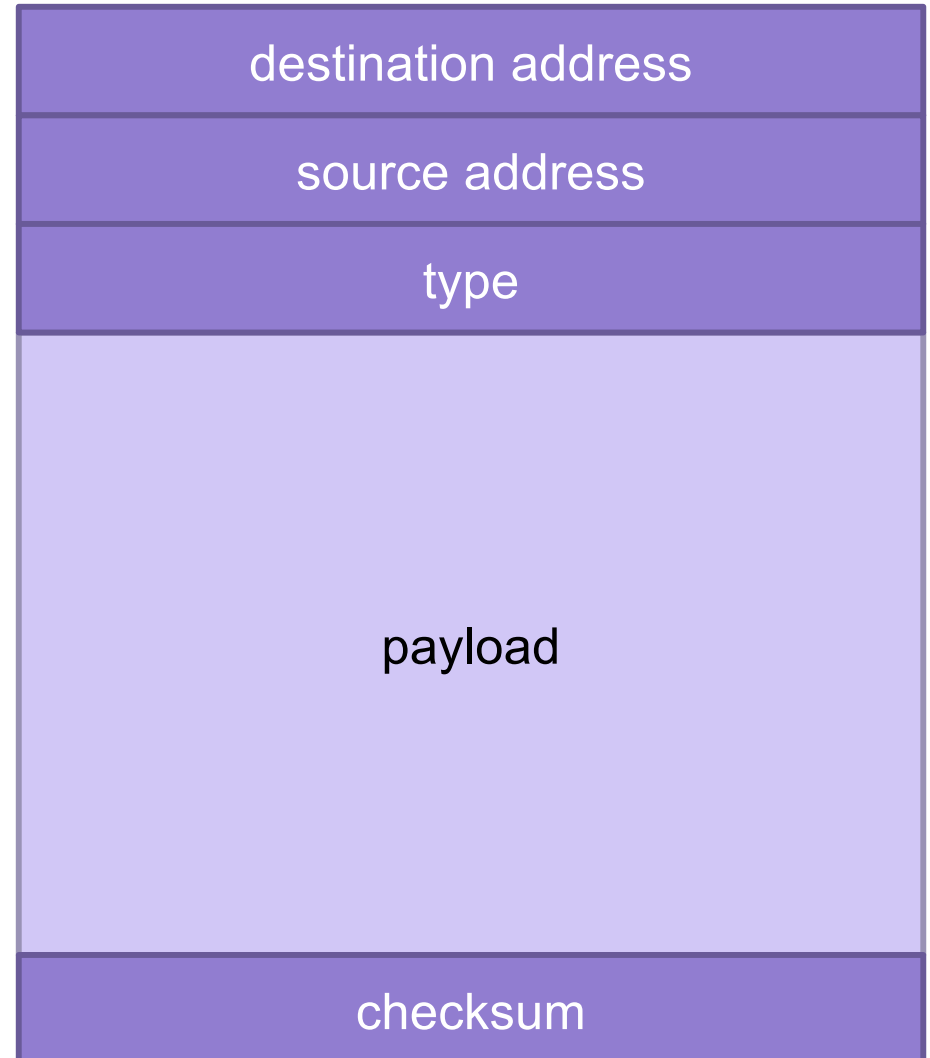 destination address
source address
type
payload
checksum